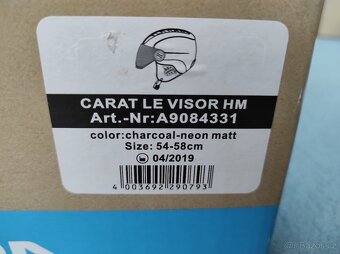 CARAT LE VISOR HM
Art.-Nr:A9084331
color:charcoal-neon matt
Size: 54-58cm
04/2019
4 003692 290793